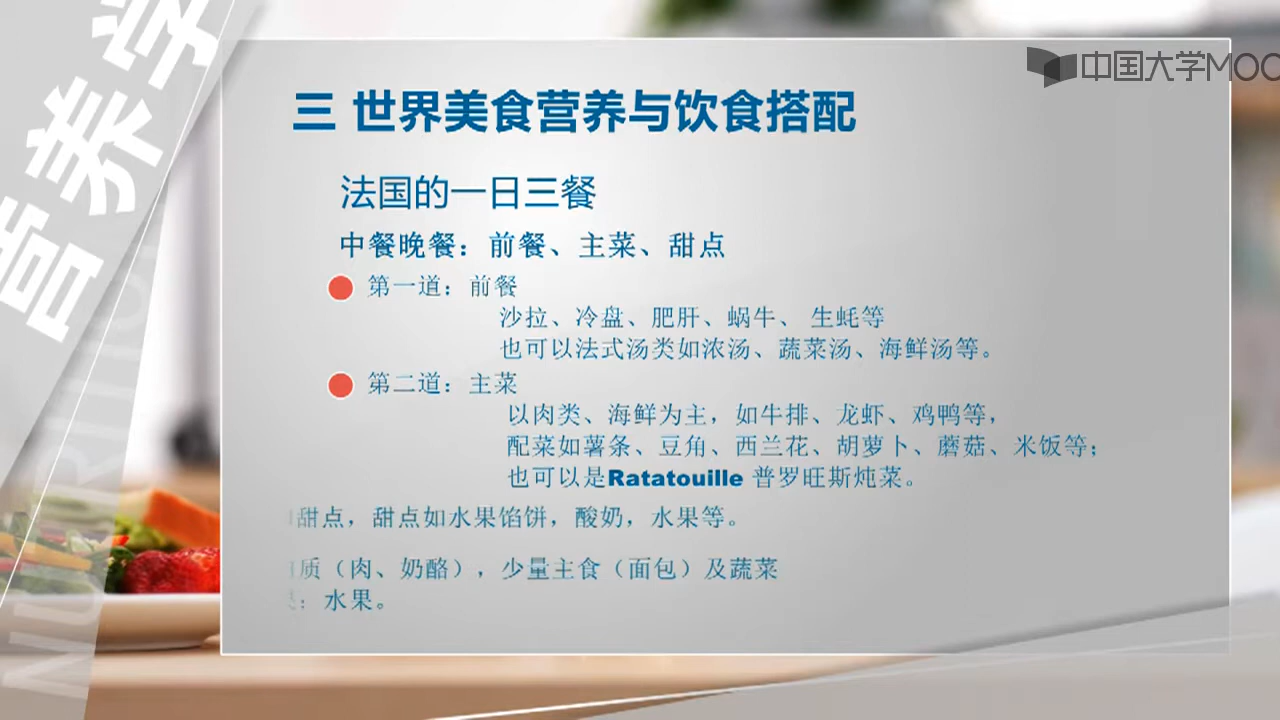 营养学
NUTRITION
中国大学MOO
三 世界美食营养与饮食搭配
法国的一日三餐
中餐晚餐：前餐、主菜、甜点
第一道：前餐
沙拉、冷盘、肥肝、蜗牛、 生蚝等
也可以法式汤类如浓汤、蔬菜汤、海鲜汤等。
第二道：主菜
以肉类、海鲜为主，如牛排、龙虾、鸡鸭等，
配菜如薯条、豆角、西兰花、胡萝卜、蘑菇、米饭等；
也可以是Ratatouille 普罗旺斯炖菜。
甜点，甜点如水果馅饼，酸奶，水果等。
质（肉、奶酪），少量主食（面包）及蔬菜
：水果。